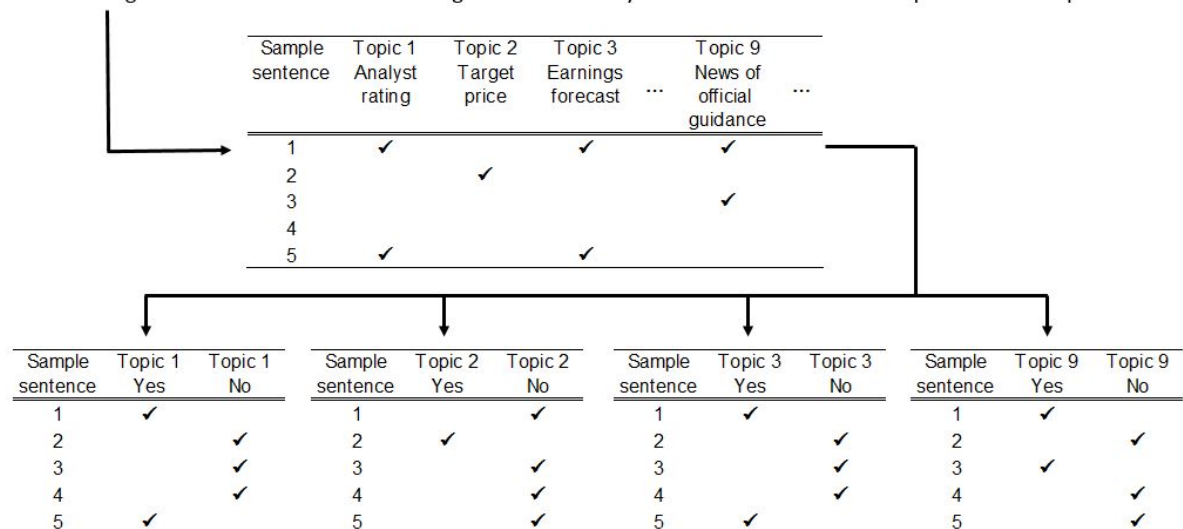 Sample Topic 1 Topic 2 Topic 3 Topic 9
sentence Analyst Target Earnings ... News of ...
rating price forecast official
guidance
1 ✓ ✓ ✓
2 ✓
3 ✓
4
5 ✓ ✓
Sample Topic 1 Topic 1
sentence Yes No
1 ✓
2 ✓
3 ✓
4 ✓
5 ✓
Sample Topic 2 Topic 2
sentence Yes No
1 ✓
2 ✓
3 ✓
4 ✓
5 ✓
Sample Topic 3 Topic 3
sentence Yes No
1 ✓
2 ✓
3 ✓
4 ✓
5 ✓
Sample Topic 9 Topic 9
sentence Yes No
1 ✓
2 ✓
3 ✓
4 ✓
5 ✓